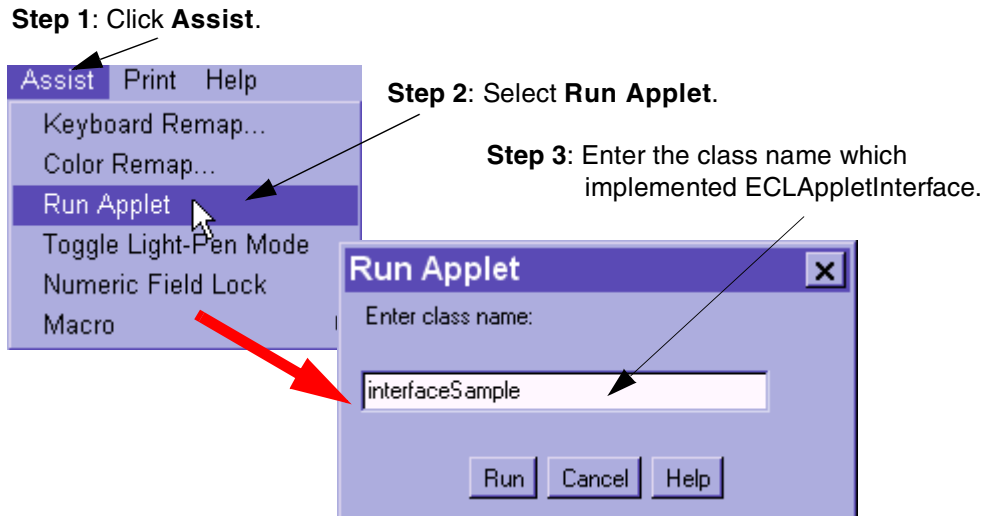 Step 1: Click Assist.
Assist Print Help
Step 2: Select Run Applet.
Keyboard Remap...
Color Remap...
Step 3: Enter the class name which
implemented ECLAppletInterface.
Run Applet
Toggle Light-Pen Mode
Numeric Field Lock
Macro
Run Applet
Enter class name:
interfaceSample
Run Cancel Help